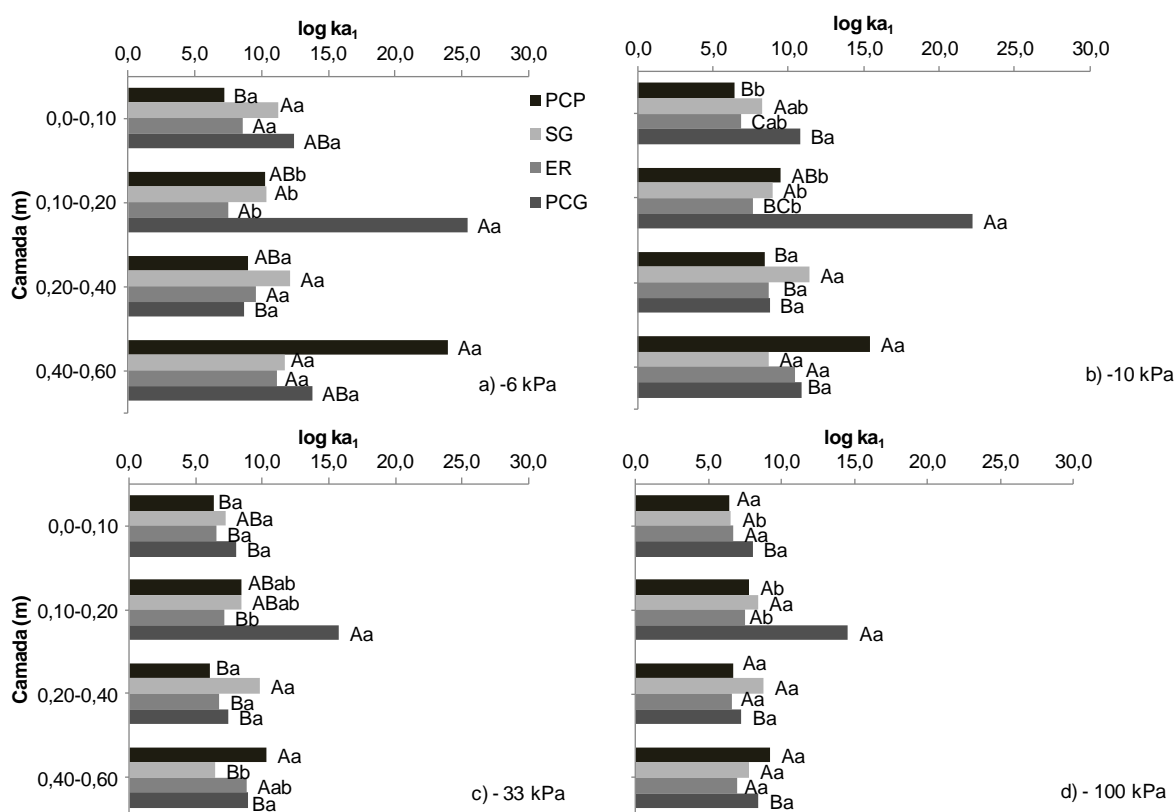 log ka₁
0,0 5,0 10,0 15,0 20,0 25,0 30,0
Camada (m)
0,0-0,10
Ba
Aa
Aa
ABa
0,10-0,20
ABb
Ab
Ab
Aa
0,20-0,40
ABa
Aa
Aa
Ba
0,40-0,60
Aa
Aa
Aa
ABa
PCP
SG
ER
PCG
a) -6 kPa
log ka₁
0,0 5,0 10,0 15,0 20,0 25,0 30,0
Bb
Aab
Cab
Ba
ABb
Ab
BCb
Aa
Ba
Aa
Ba
Ba
Aa
Aa
Aa
Ba
b) -10 kPa
log ka₁
0,0 5,0 10,0 15,0 20,0 25,0 30,0
Camada (m)
0,0-0,10
Ba
ABa
Ba
Ba
0,10-0,20
ABab
ABab
Bb
Aa
0,20-0,40
Ba
Aa
Ba
Ba
0,40-0,60
Aa
Bb
Aab
Ba
c) - 33 kPa
log ka₁
0,0 5,0 10,0 15,0 20,0 25,0 30,0
Aa
Ab
Aa
Ba
Ab
Aa
Ab
Aa
Aa
Aa
Aa
Ba
Aa
Aa
Aa
Ba
d) - 100 kPa